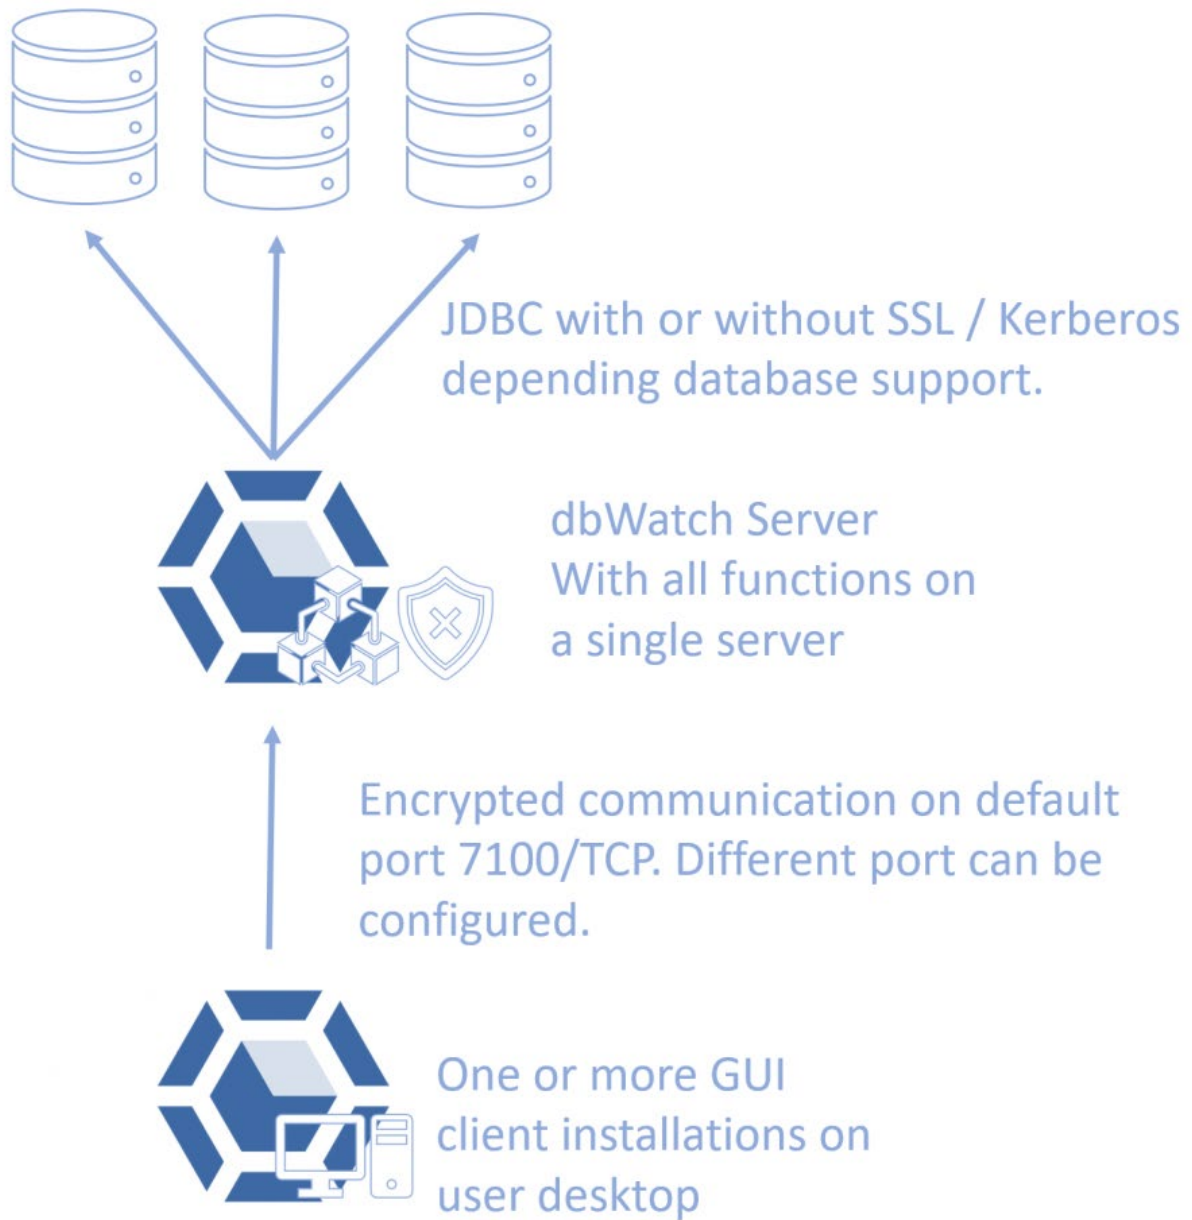 JDBC with or without SSL / Kerberos
depending database support.
dbWatch Server
With all functions on
a single server
Encrypted communication on default
port 7100/TCP. Different port can be
configured.
One or more GUI
client installations on
user desktop